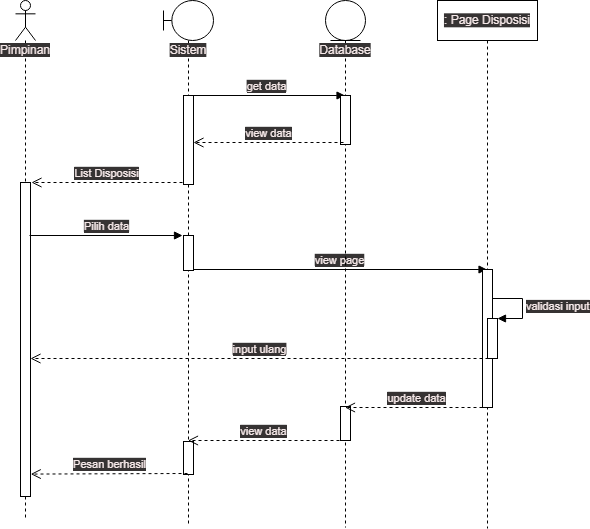 Pimpinan
Sistem
Database
: Page Disposisi
get data
view data
List Disposisi
Pilih data
view page
validasi input
input ulang
update data
view data
Pesan berhasil